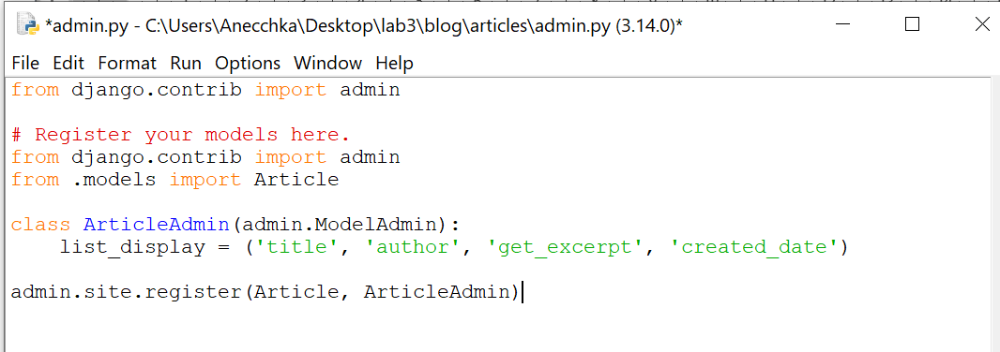 *admin.py - C:\Users\Anecchka\Desktop\lab3\blog\articles\admin.py (3.14.0)*
File Edit Format Run Options Window Help
from django.contrib import admin
# Register your models here.
from django.contrib import admin
from .models import Article
class ArticleAdmin(admin.ModelAdmin):
    list_display = ('title', 'author', 'get_excerpt', 'created_date')
admin.site.register(Article, ArticleAdmin)